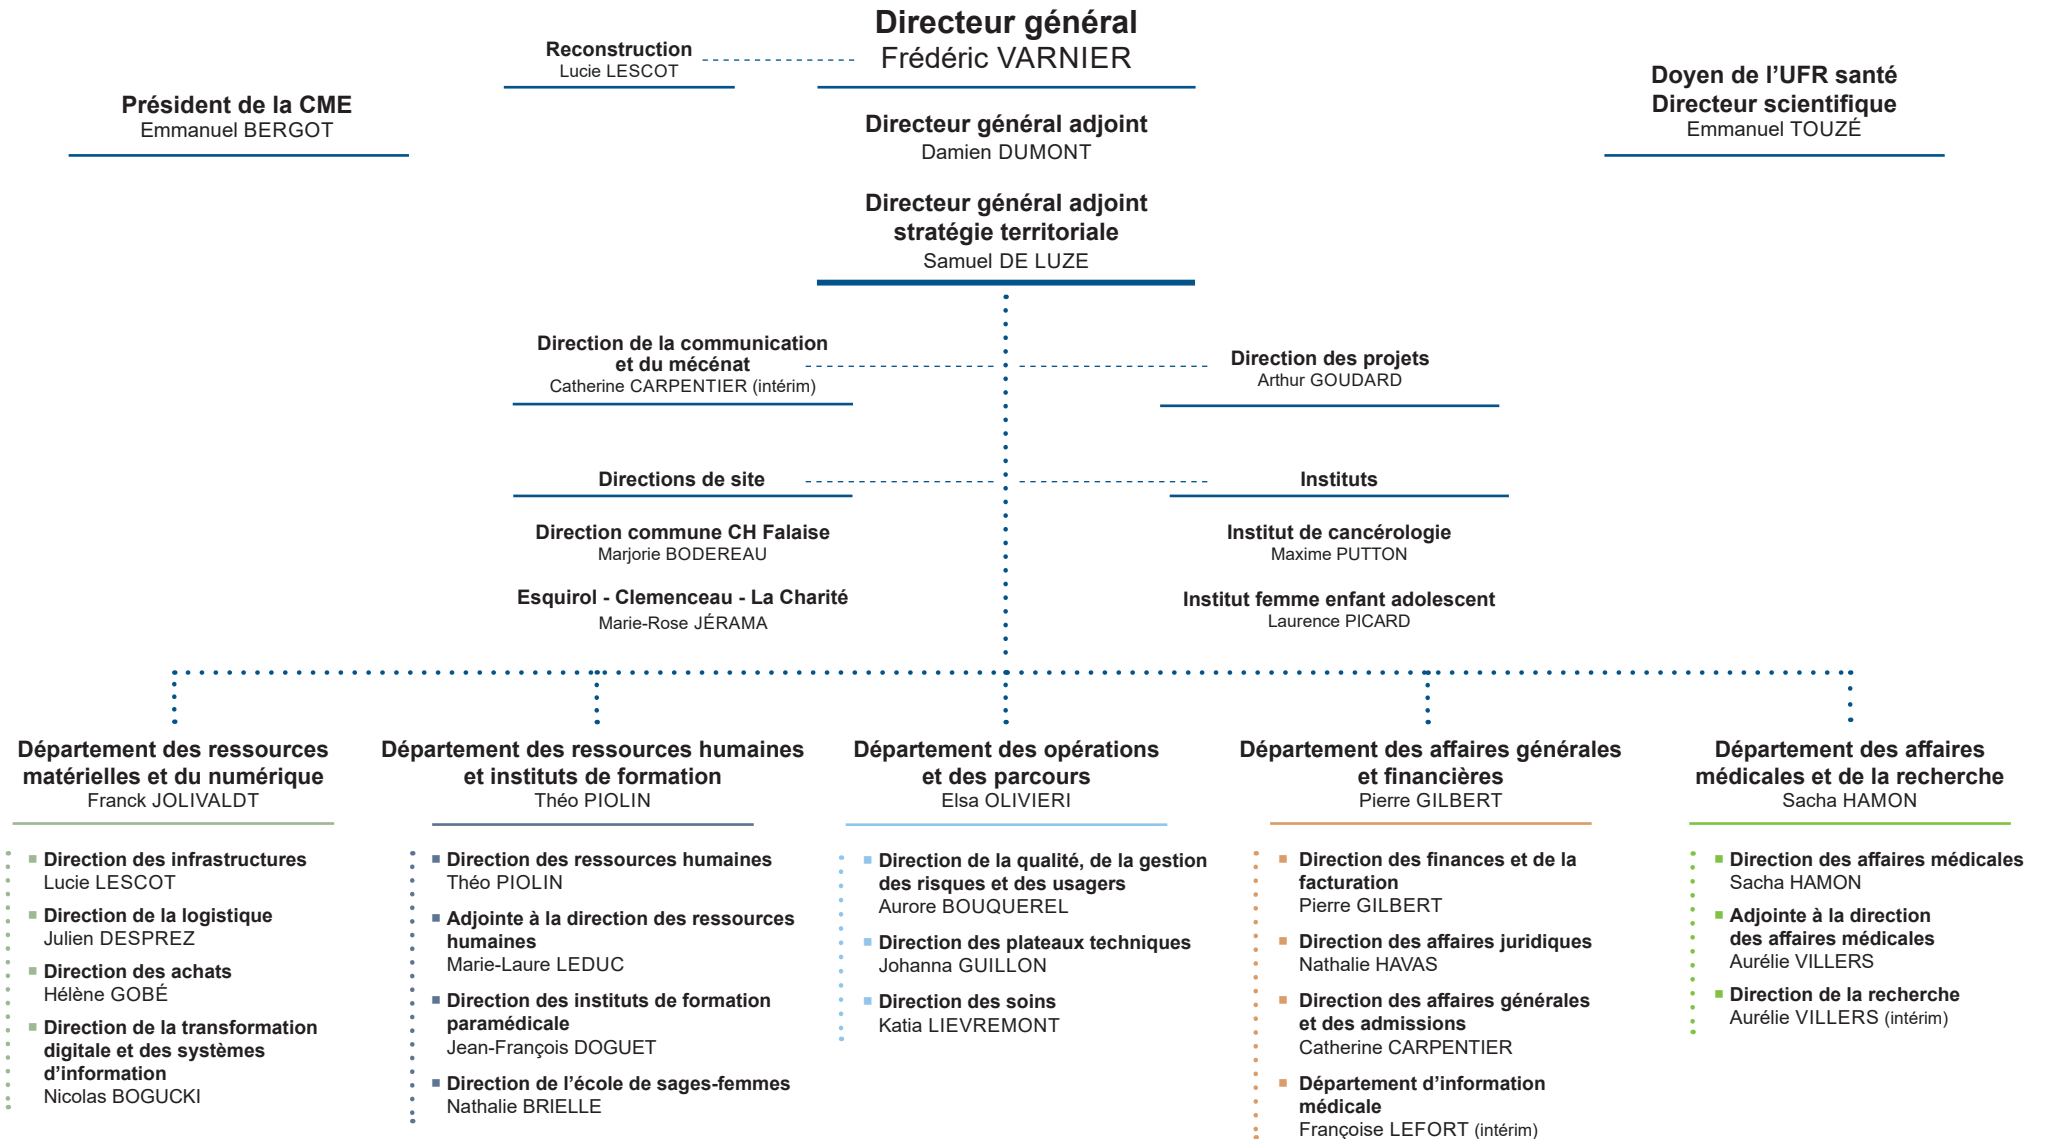 Directeur général
Frédéric VARNIER
Reconstruction
Lucie LESCOT
Président de la CME
Emmanuel BERGOT
Doyen de l’UFR santé
Directeur scientifique
Emmanuel TOUZÉ
Directeur général adjoint
Damien DUMONT
Directeur général adjoint
stratégie territoriale
Samuel DE LUZE
Direction de la communication
et du mécénat
Catherine CARPENTIER (intérim)
Direction des projets
Arthur GOUDARD
Directions de site
Direction commune CH Falaise
Marjorie BODEREAU
Esquirol - Clemenceau - La Charité
Marie-Rose JÉRAMA
Instituts
Institut de cancérologie
Maxime PUTTON
Institut femme enfant adolescent
Laurence PICARD
Département des ressources
matérielles et du numérique
Franck JOLIVALDT
Direction des infrastructures
Lucie LESCOT
Direction de la logistique
Julien DESPREZ
Direction des achats
Hélène GOBÉ
Direction de la transformation
digitale et des systèmes
d’information
Nicolas BOGUCKI
Département des ressources humaines
et instituts de formation
Théo PIOLIN
Direction des ressources humaines
Théo PIOLIN
Adjointe à la direction des ressources
humaines
Marie-Laure LEDUC
Direction des instituts de formation
paramédicale
Jean-François DOGUET
Direction de l’école de sages-femmes
Nathalie BRIELLE
Département des opérations
et des parcours
Elsa OLIVIERI
Direction de la qualité, de la gestion
des risques et des usagers
Aurore BOUQUEREL
Direction des plateaux techniques
Johanna GUILLON
Direction des soins
Katia LIEVREMONT
Département des affaires générales
et financières
Pierre GILBERT
Direction des finances et de la
facturation
Pierre GILBERT
Direction des affaires juridiques
Nathalie HAVAS
Direction des affaires générales
et des admissions
Catherine CARPENTIER
Département d’information
médicale
Françoise LEFORT (intérim)
Département des affaires
médicales et de la recherche
Sacha HAMON
Direction des affaires médicales
Sacha HAMON
Adjointe à la direction
des affaires médicales
Aurélie VILLERS
Direction de la recherche
Aurélie VILLERS (intérim)